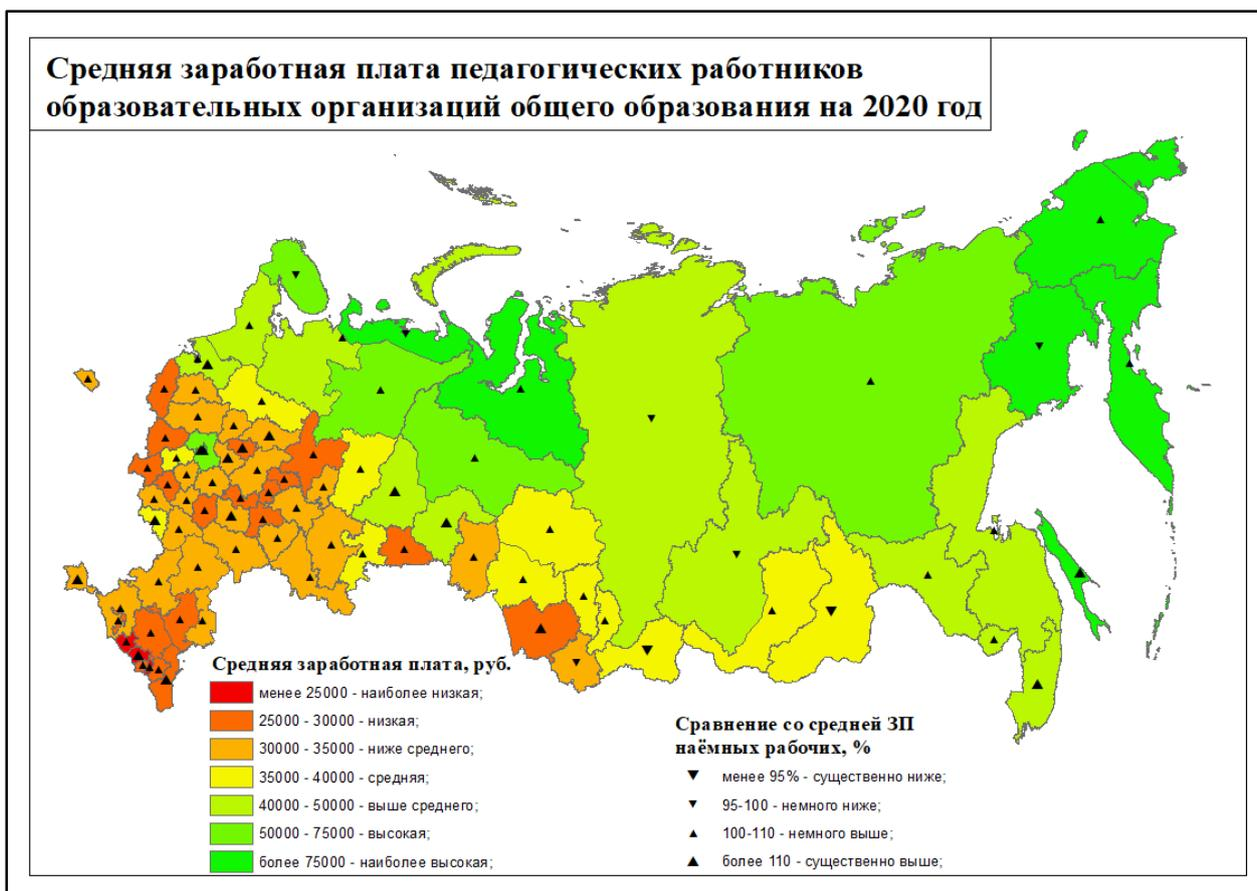 Средняя заработная плата педагогических работников
образовательных организаций общего образования на 2020 год
Средняя заработная плата, руб.
менее 25000 - наиболее низкая;
25000 - 30000 - низкая;
30000 - 35000 - ниже среднего;
35000 - 40000 - средняя;
40000 - 50000 - выше среднего;
50000 - 75000 - высокая;
более 75000 - наиболее высокая;
Сравнение со средней ЗП
наёмных рабочих, %
менее 95% - существенно ниже;
95-100 - немного ниже;
100-110 - немного выше;
более 110 - существенно выше;